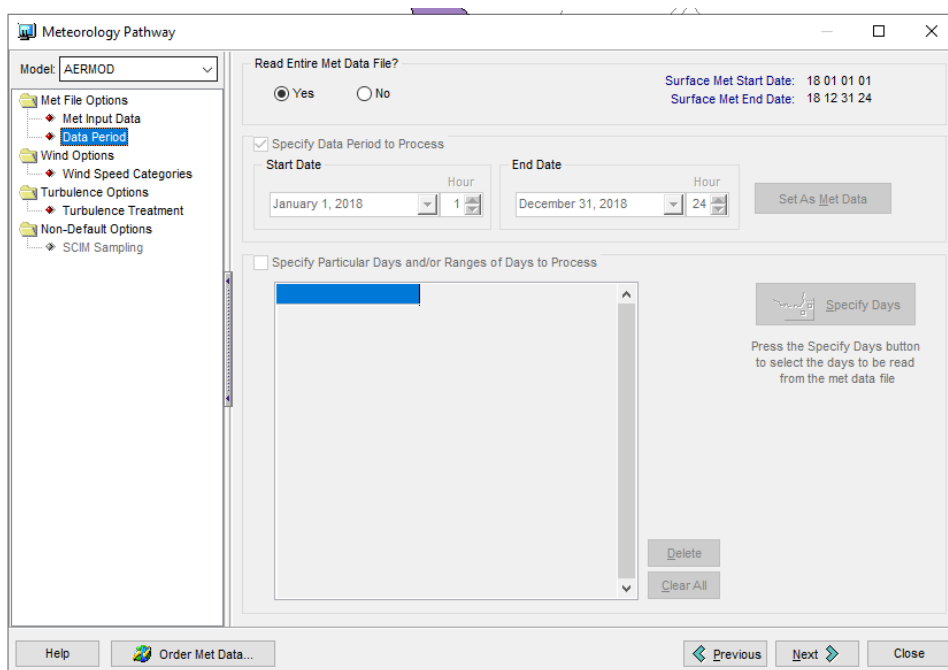 Meteorology Pathway
Model: AERMOD
Met File Options
Met Input Data
Data Period
Wind Options
Wind Speed Categories
Turbulence Options
Turbulence Treatment
Non-Default Options
SCIM Sampling
Read Entire Met Data File?
Yes No
Surface Met Start Date: 18 01 01 01
Surface Met End Date: 18 12 31 24
Specify Data Period to Process
Start Date
Hour
January 1, 2018 1
End Date
Hour
December 31, 2018 24
Set As Met Data
Specify Particular Days and/or Ranges of Days to Process
Specify Days
Press the Specify Days button
to select the days to be read
from the met data file
Delete
Clear All
Help Order Met Data... Previous Next Close